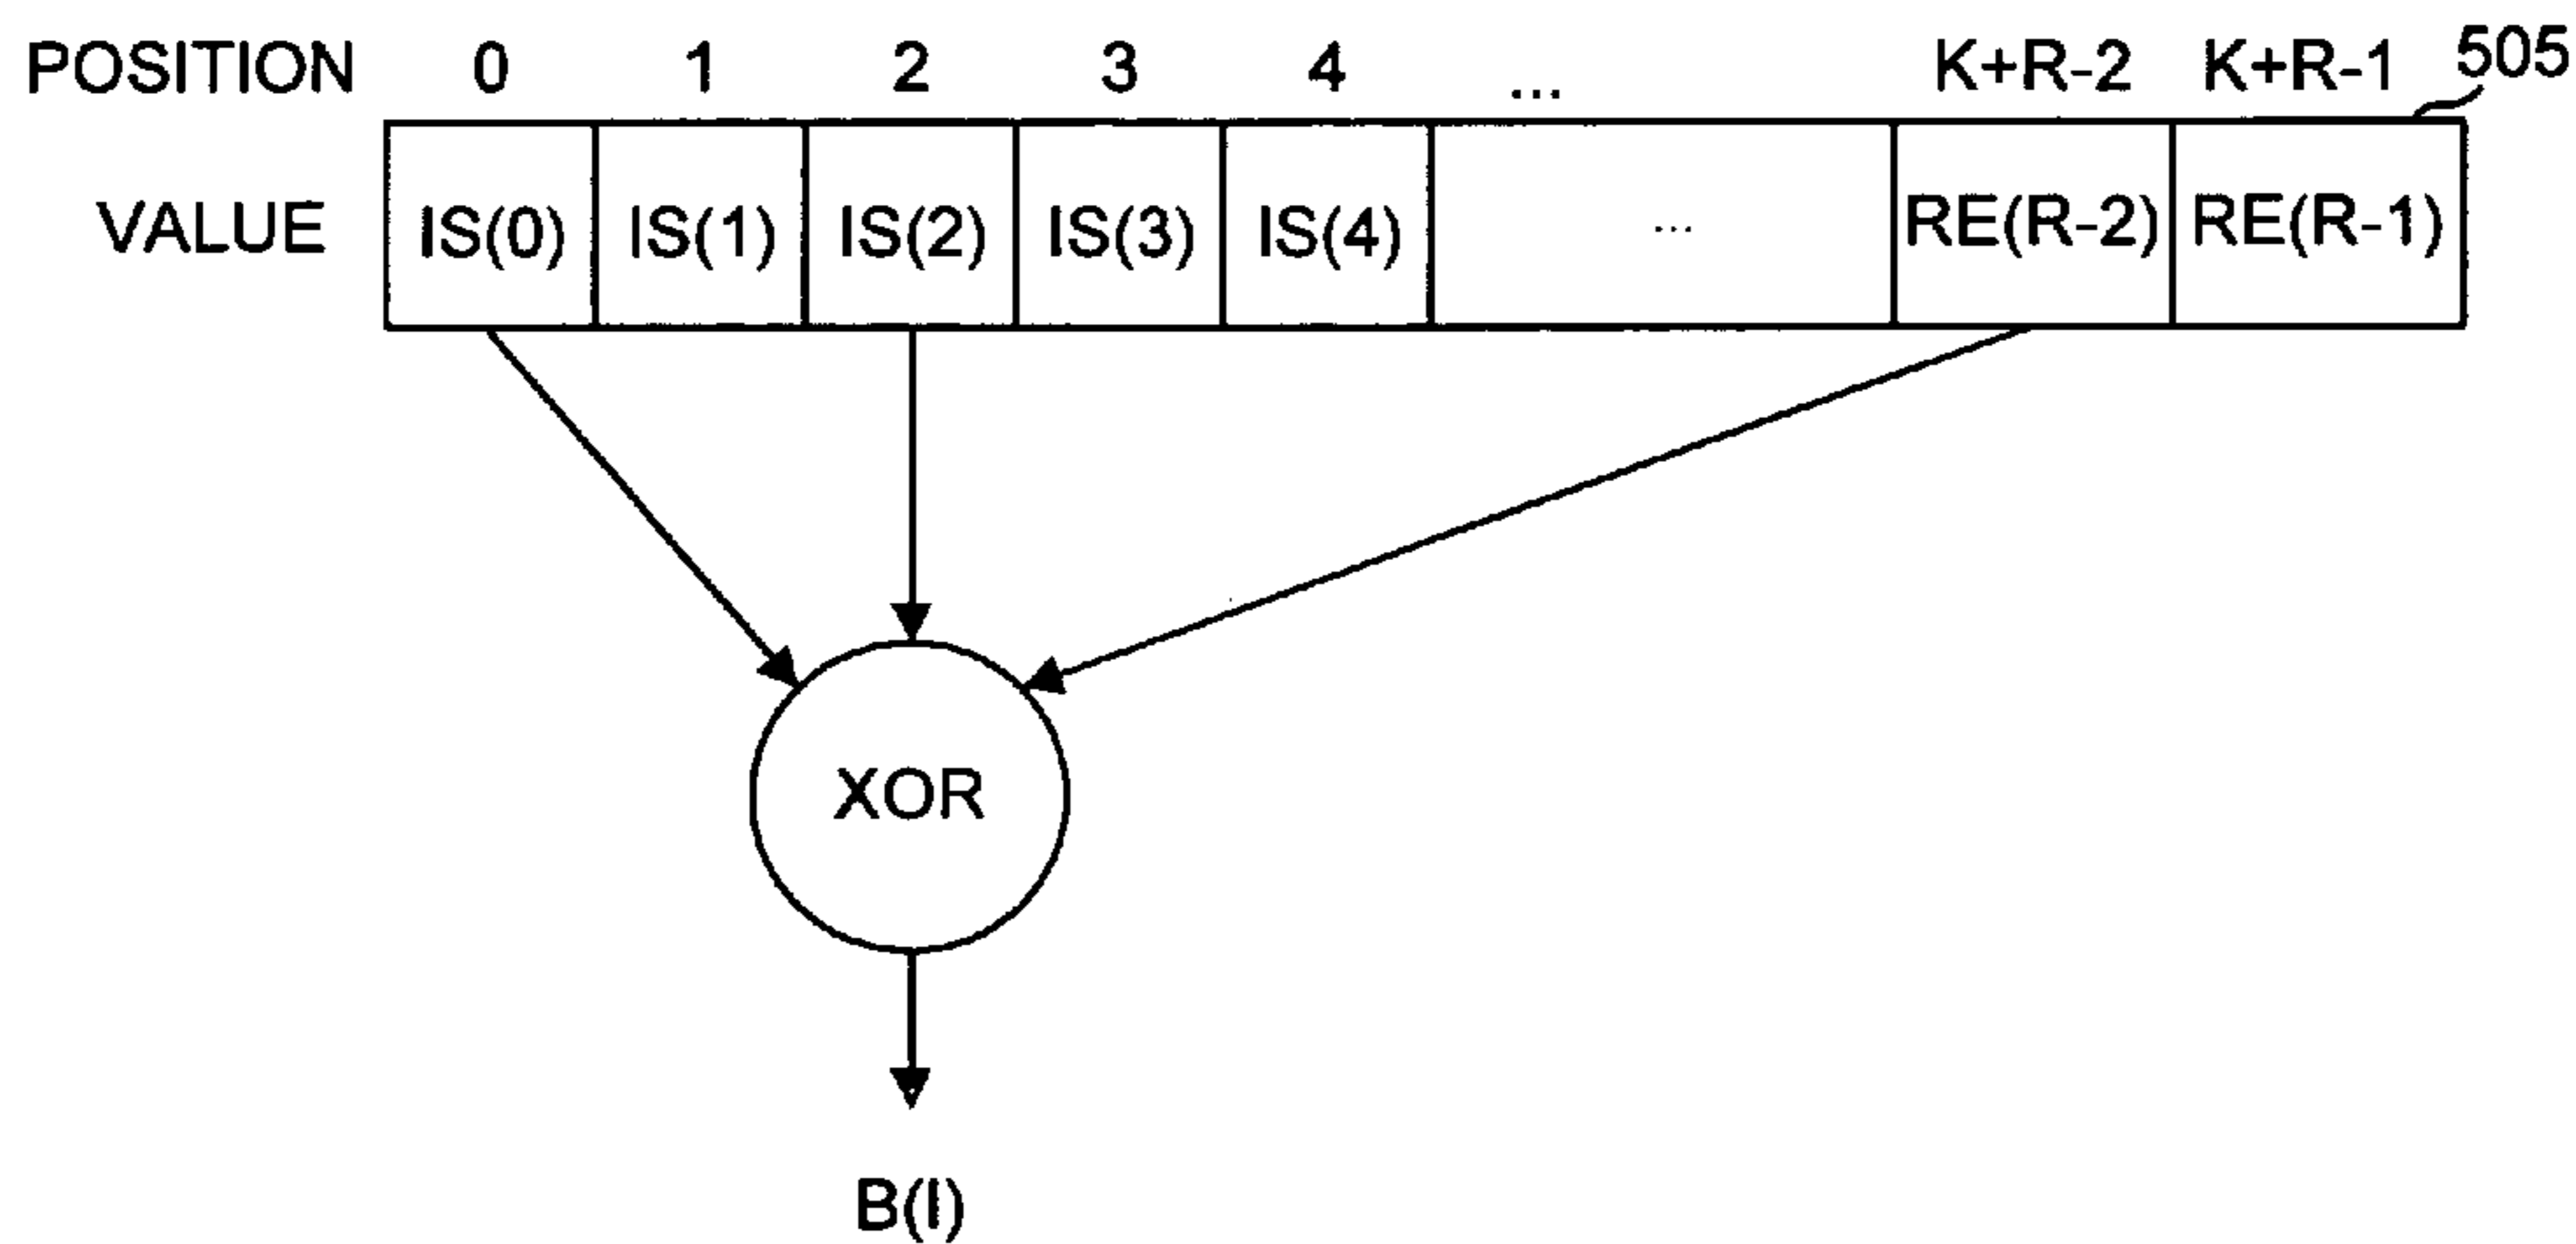 POSITION 0 1 2 3 4 ... K+R-2 K+R-1 505
VALUE IS(0) IS(1) IS(2) IS(3) IS(4) ... RE(R-2) RE(R-1)
XOR
B(I)